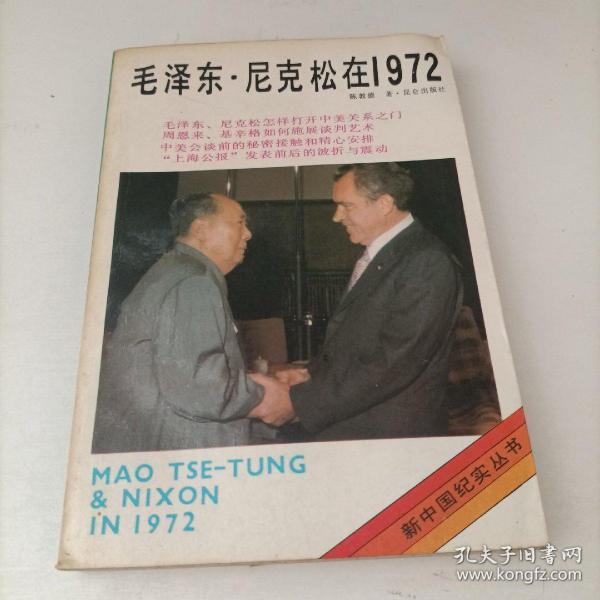 毛泽东·尼克松在1972
陈敦德 著·昆仑出版社
毛泽东、尼克松怎样打开中美关系之门
周恩来、基辛格如何施展谈判艺术
中美会谈前的秘密接触和精心安排
“上海公报”发表前后的波折与震动
MAO TSE-TUNG
& NIXON
IN 1972
新中国纪实丛书
孔夫子旧书网
www.kongfz.com